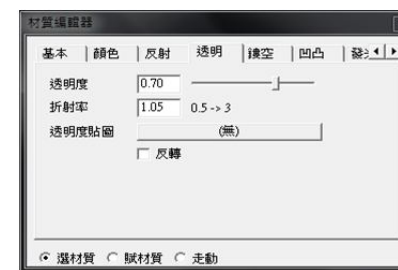 材質編輯器
基本 顏色 反射 透明 鏤空 凹凸
透明度 0.70
折射率 1.05 0.5 -> 3
透明度貼圖 (無)
反轉
選材質 賦材質 走動